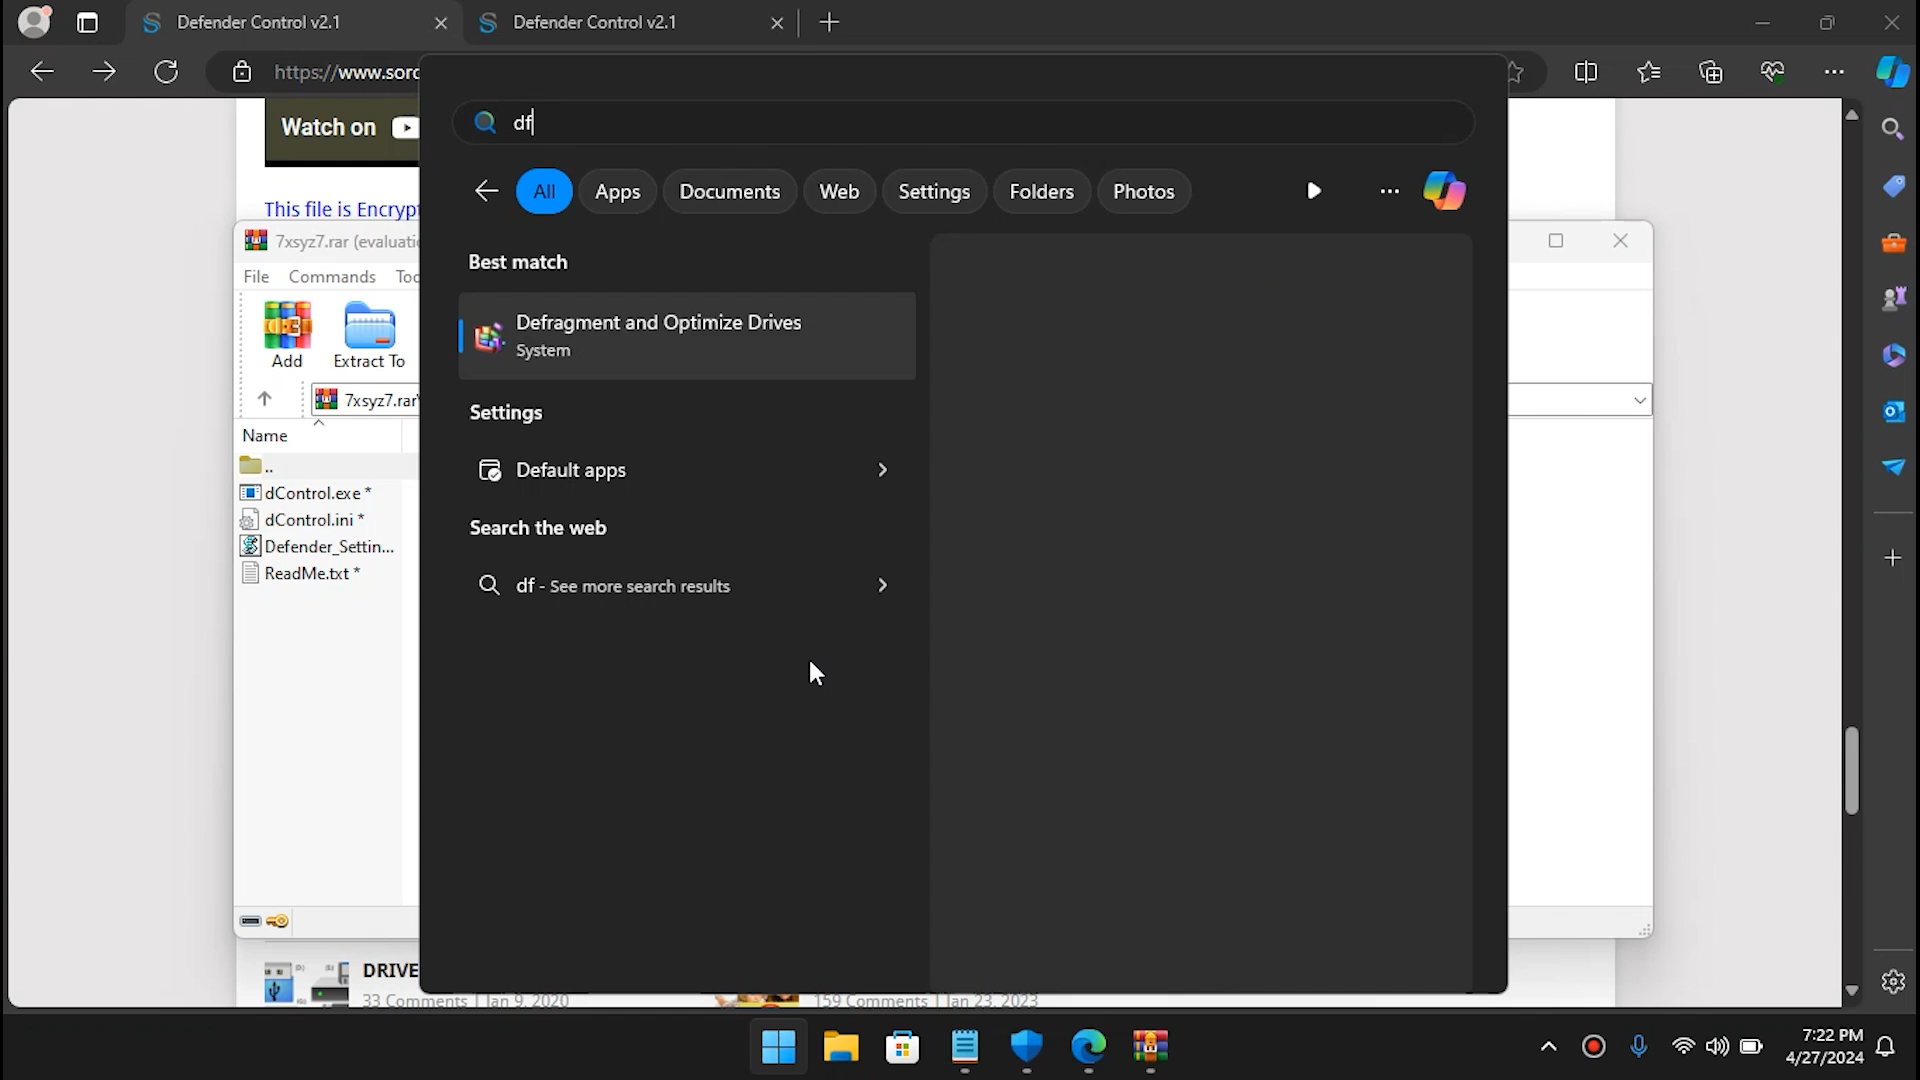 Defender Control v2.1
Defender Control v2.1
https://www.sorc
df
All
Apps
Documents
Web
Settings
Folders
Photos
Watch on
This file is Encryp
7xsyz7.rar (evaluati
File
Commands
Too
Add
Extract To
7xsyz7.rar\
Name
..
dControl.exe *
dControl.ini *
Defender_Settin...
ReadMe.txt *
Best match
Defragment and Optimize Drives
System
Settings
Default apps
Search the web
df - See more search results
DRIVE
33 Comments | Jan 9, 2020
159 Comments | Jan 23, 2023
7:22 PM
4/27/2024